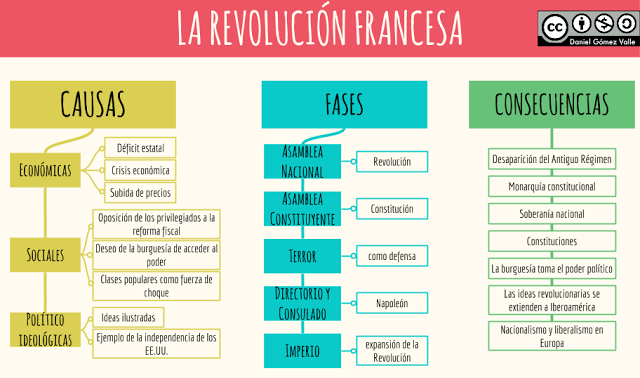 LA REVOLUCIÓN FRANCESA
cc
Daniel Gómez Valle
CAUSAS
ECONÓMICAS
Déficit estatal
Crisis económica
Subida de precios
SOCIALES
Oposición de los privilegiados a la
reforma fiscal
Deseo de la burguesía de acceder al
poder
Clases populares como fuerza de
choque
POLÍTICO
IDEOLÓGICAS
Ideas ilustradas
Ejemplo de la independencia de los
EE.UU.
FASES
ASAMBLEA
NACIONAL
Revolución
ASAMBLEA
CONSTITUYENTE
Constitución
TERROR
como defensa
DIRECTORIO Y
CONSULADO
Napoleón
IMPERIO
expansión de la
Revolución
CONSECUENCIAS
Desaparición del Antiguo Régimen
Monarquía constitucional
Soberanía nacional
Constituciones
La burguesía toma el poder político
Las ideas revolucionarias se
extienden a Iberoamérica
Nacionalismo y liberalismo en
Europa